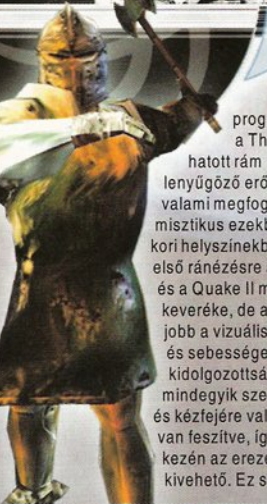 prog
a Th
hatott rám
lenyűgöző erő
valami megfog
misztikus ezekb
kori helyszínekb
első ránézésre
és a Quake II m
keveréke, de a
jobb a vizuális
és sebessége
kidolgozottsá
mindegyik sze
és kézfejére val
van feszítve, íg
kezén az ereze
kivehető. Ez s